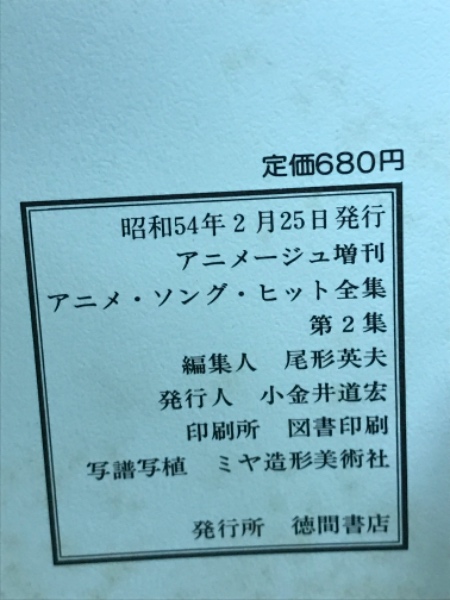 定価680円
昭和54年2月25日発行
アニメージュ増刊
アニメ・ソング・ヒット全集
第2集
編集人 尾形英夫
発行人 小金井道宏
印刷所 図書印刷
写譜写植 ミヤ造形美術社
発行所 徳間書店